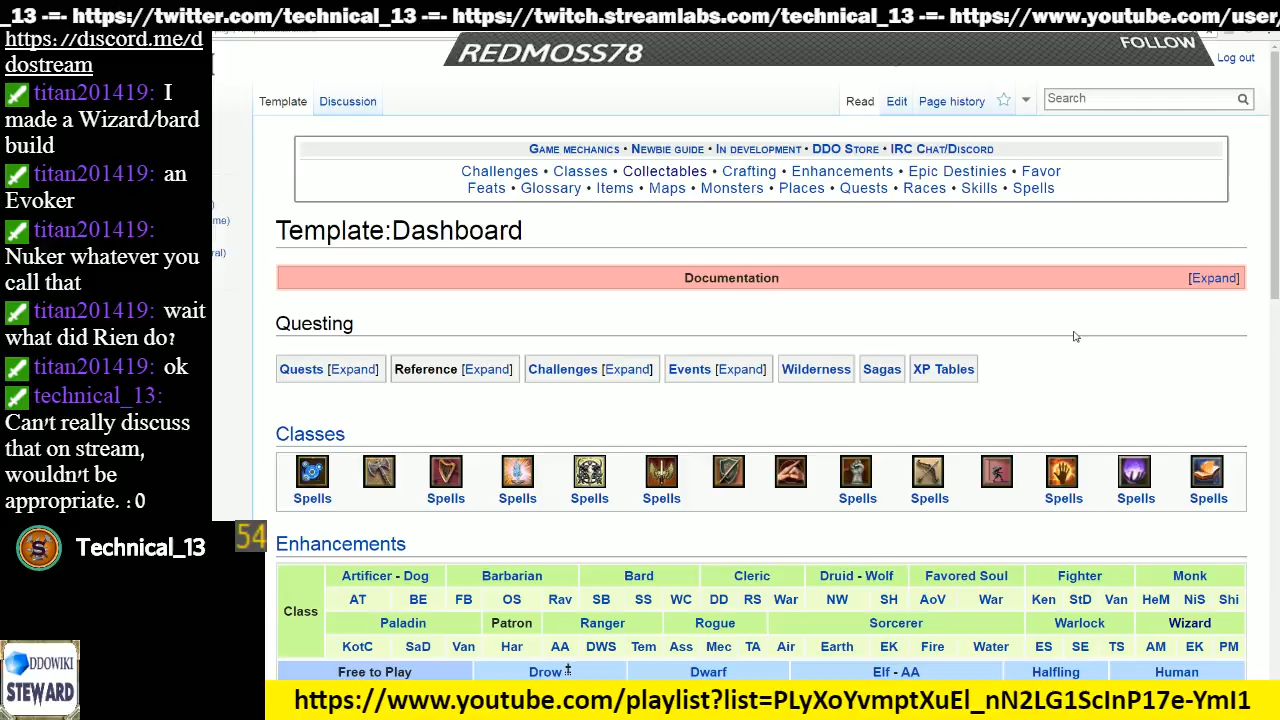 _13 -=- https://twitter.com/technical_13 -=- https://twitch.streamlabs.com/technical_13 -=- https://www.youtube.com/user/
https://discord.me/d
dostream
titan201419: I
made a Wizard/bard
build
titan201419: an
Evoker
titan201419:
Nuker whatever you
call that
titan201419: wait
what did Rien do?
titan201419: ok
technical_13:
Can't really discuss
that on stream,
wouldn't be
appropriate. :O
Technical_13
54
DDOWIKI
STEWARD
REDMOSS78
FOLLOW
Log out
Template Discussion
Read Edit Page history
Search
Game mechanics • Newbie guide • In development • DDO Store • IRC Chat/Discord
Challenges • Classes • Collectables • Crafting • Enhancements • Epic Destinies • Favor
Feats • Glossary • Items • Maps • Monsters • Places • Quests • Races • Skills • Spells
me)
ral)
Template:Dashboard
Documentation
[Expand]
Questing
Quests [Expand] Reference [Expand] Challenges [Expand] Events [Expand] Wilderness Sagas XP Tables
Classes
Spells Spells Spells Spells Spells Spells Spells Spells Spells Spells
Enhancements
Class
Artificer - Dog Barbarian Bard Cleric Druid - Wolf Favored Soul Fighter Monk
AT BE FB OS Rav SB SS WC DD RS War NW SH AoV War Ken StD Van HeM NiS Shi
Paladin Patron Ranger Rogue Sorcerer Warlock Wizard
KotC SaD Van Har AA DWS Tem Ass Mec TA Air Earth EK Fire Water ES SE TS AM EK PM
Free to Play Drow ‡ Dwarf Elf - AA Halfling Human
https://www.youtube.com/playlist?list=PLyXoYvmptXuEl_nN2LG1ScInP17e-YmI1